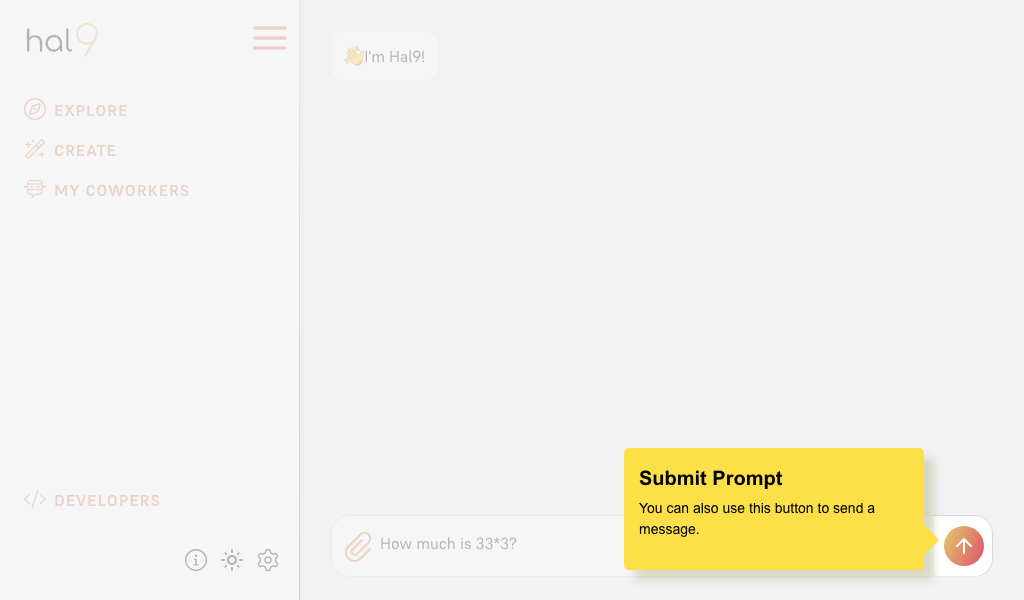 hal9
EXPLORE
CREATE
MY COWORKERS
DEVELOPERS
👋I'm Hal9!
Submit Prompt
You can also use this button to send a
message.
How much is 33*3?